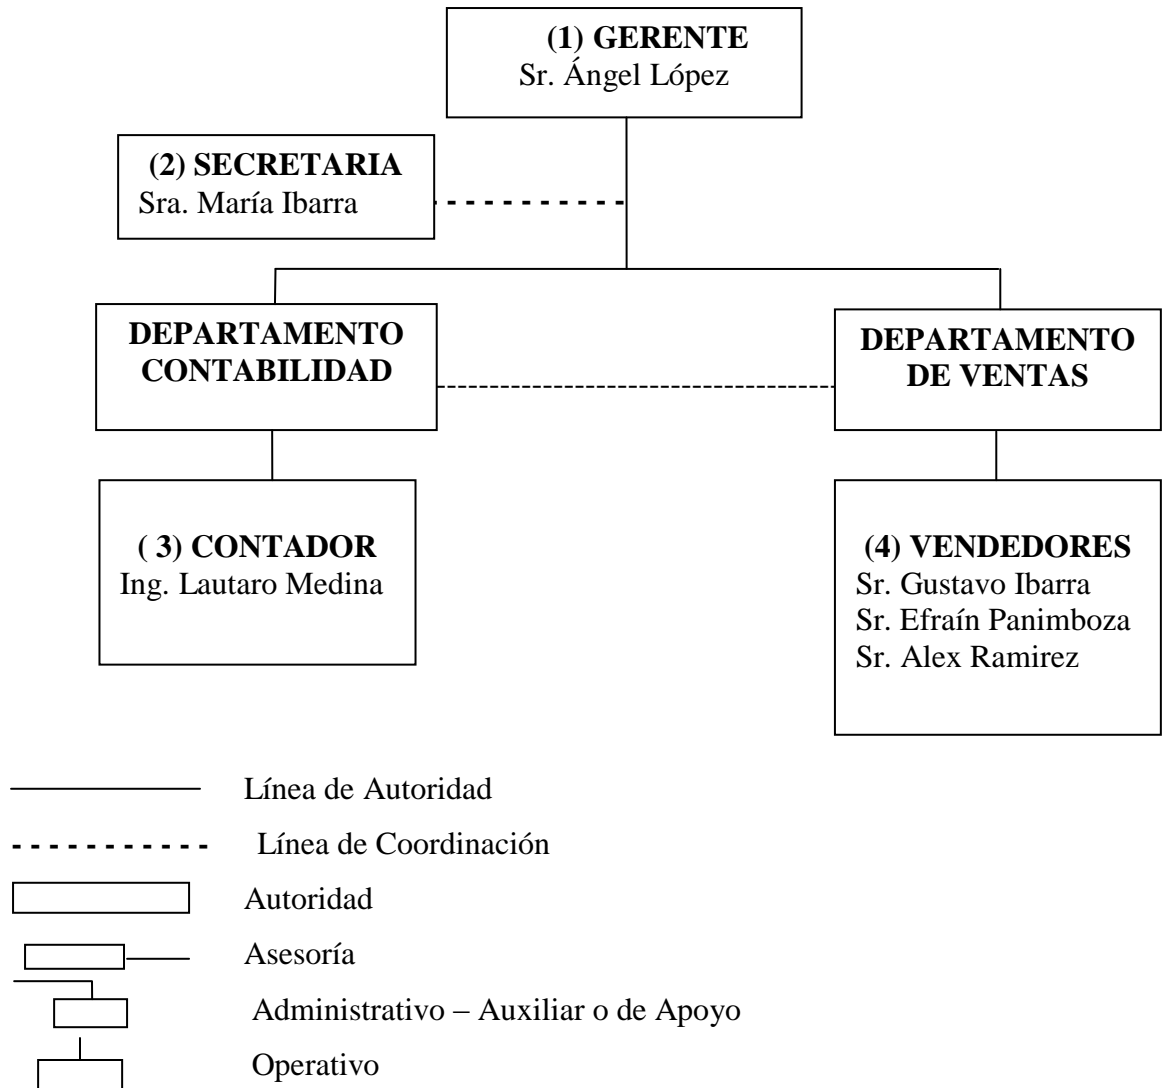 (1) GERENTE
Sr. Ángel López
(2) SECRETARIA
Sra. María Ibarra
DEPARTAMENTO
CONTABILIDAD
DEPARTAMENTO
DE VENTAS
( 3) CONTADOR
Ing. Lautaro Medina
(4) VENDEDORES
Sr. Gustavo Ibarra
Sr. Efraín Panimboza
Sr. Alex Ramirez
Línea de Autoridad
Línea de Coordinación
Autoridad
Asesoría
Administrativo – Auxiliar o de Apoyo
Operativo